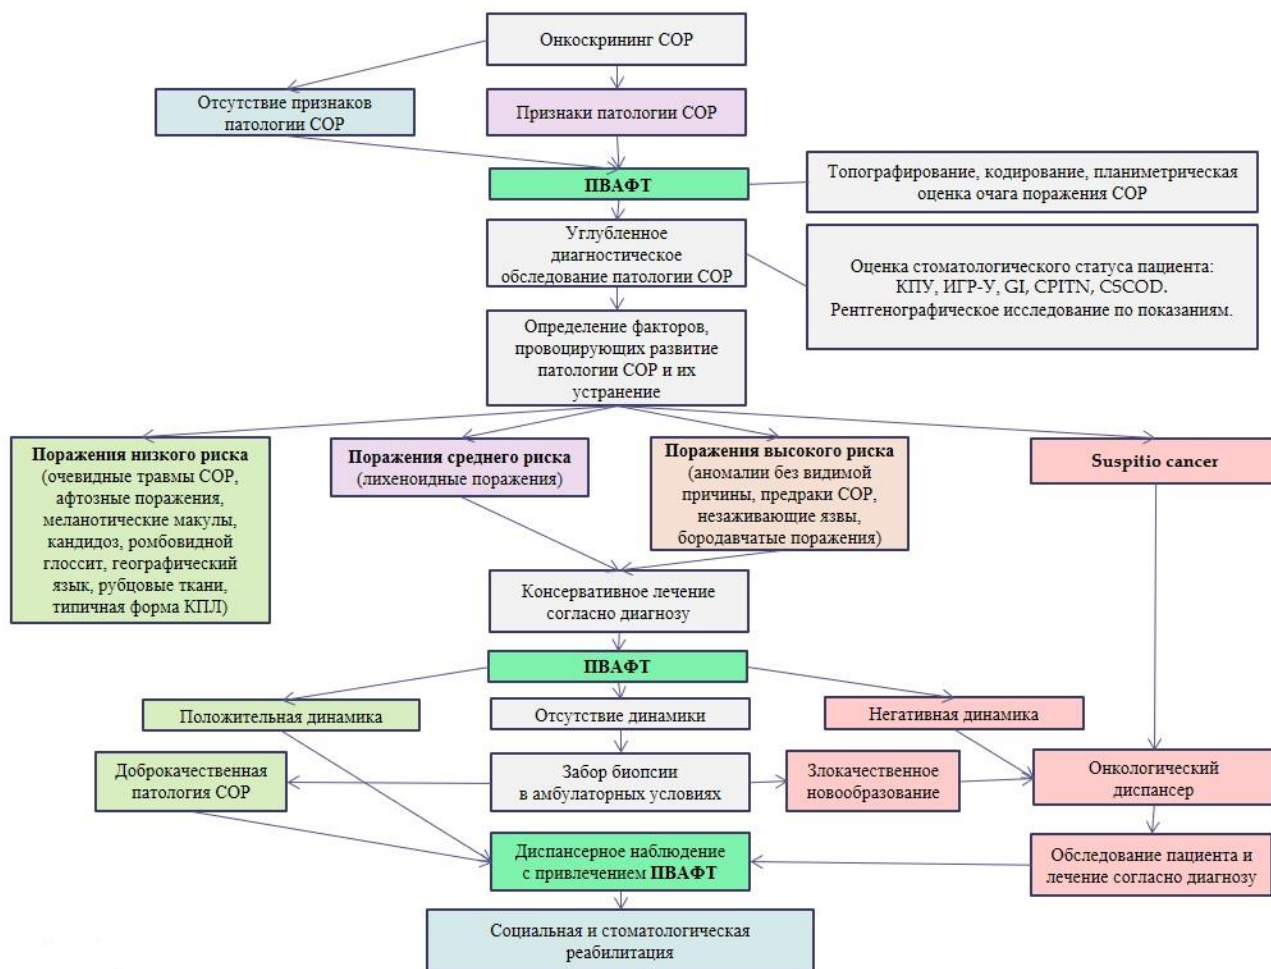 Онкоскрининг СОР
Отсутствие признаков
патологии СОР
Признаки патологии СОР
ПВАФТ
Топографирование, кодирование, планиметрическая
оценка очага поражения СОР
Углубленное
диагностическое
обследование патологии СОР
Оценка стоматологического статуса пациента:
КПУ, ИГР-У, GI, CPITN, CSCOD.
Рентгенографическое исследование по показаниям.
Определение факторов,
провоцирующих развитие
патологии СОР и их
устранение
Поражения низкого риска
(очевидные травмы СОР,
афтозные поражения,
меланотические макулы,
кандидоз, ромбовидной
глоссит, географический
язык, рубцовые ткани,
типичная форма КПЛ)
Поражения среднего риска
(лихеноидные поражения)
Поражения высокого риска
(аномалии без видимой
причины, предраки СОР,
незаживающие язвы,
бородавчатые поражения)
Suspitio cancer
Консервативное лечение
согласно диагнозу
ПВАФТ
Положительная динамика
Отсутствие динамики
Негативная динамика
Доброкачественная
патология СОР
Забор биопсии
в амбулаторных условиях
Злокачественное
новообразование
Онкологический
диспансер
Диспансерное наблюдение
с привлечением ПВАФТ
Обследование пациента и
лечение согласно диагнозу
Социальная и стоматологическая
реабилитация